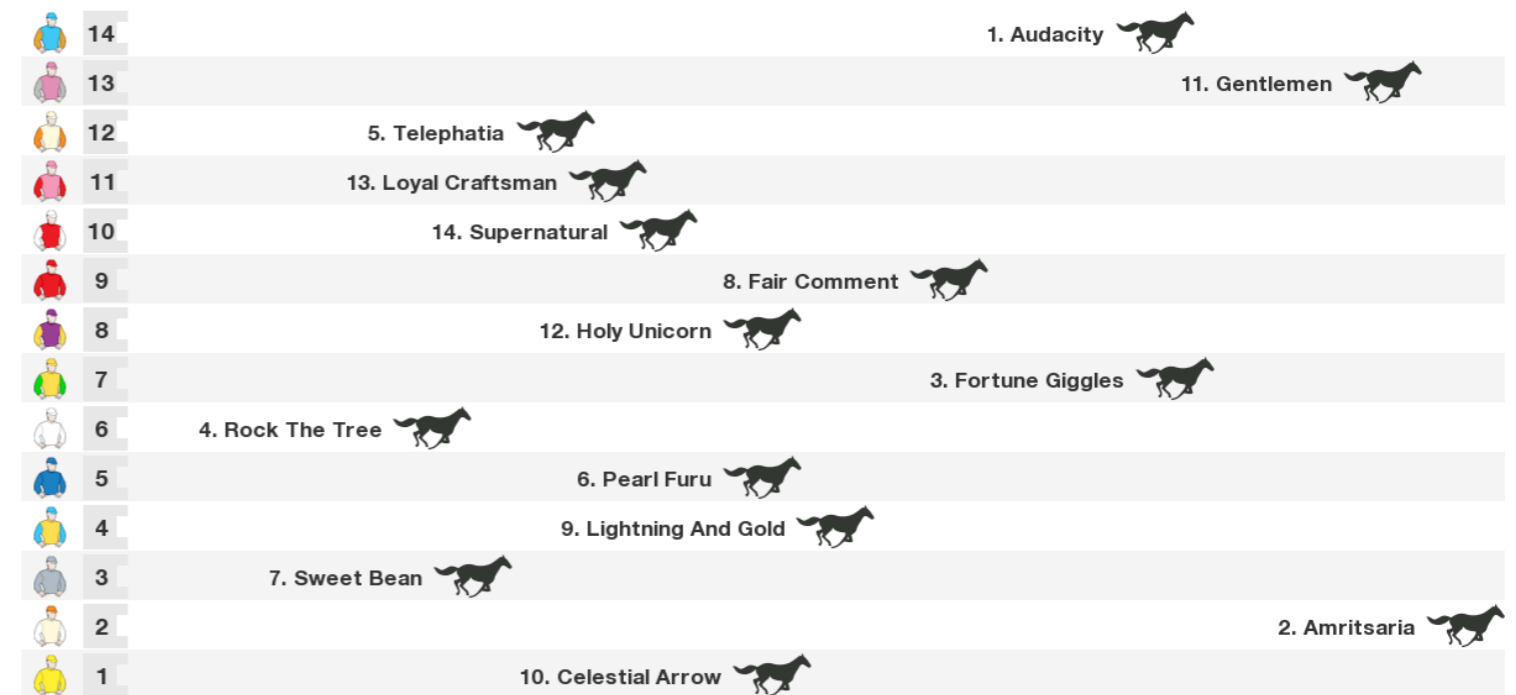 14 1. Audacity
13 11. Gentlemen
12 5. Telephatia
11 13. Loyal Craftsman
10 14. Supernatural
9 8. Fair Comment
8 12. Holy Unicorn
7 3. Fortune Giggles
6 4. Rock The Tree
5 6. Pearl Furu
4 9. Lightning And Gold
3 7. Sweet Bean
2 2. Amritsaria
1 10. Celestial Arrow